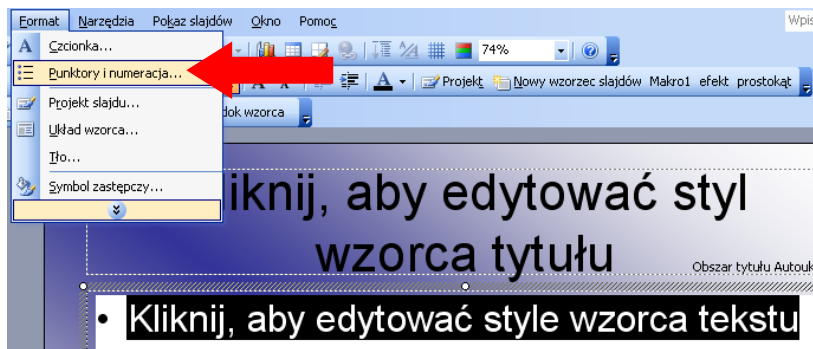 Format Narzędzia Pokaz slajdów Okno Pomoc Wpis
Czcionka... 74%
Punktory i numeracja... A Projekt Nowy wzorzec slajdów Makro1 efekt prostokąt
Projekt slajdu... dok wzorca
Układ wzorca...
Tło...
Symbol zastępczy...
liknij, aby edytować styl
wzorca tytułu
Obszar tytułu Autouk
• Kliknij, aby edytować style wzorca tekstu